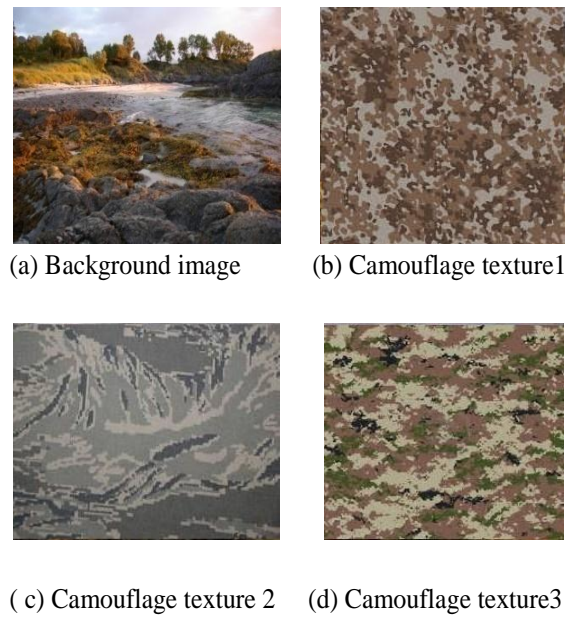 (a) Background image
(b) Camouflage texture1
( c) Camouflage texture 2
(d) Camouflage texture3